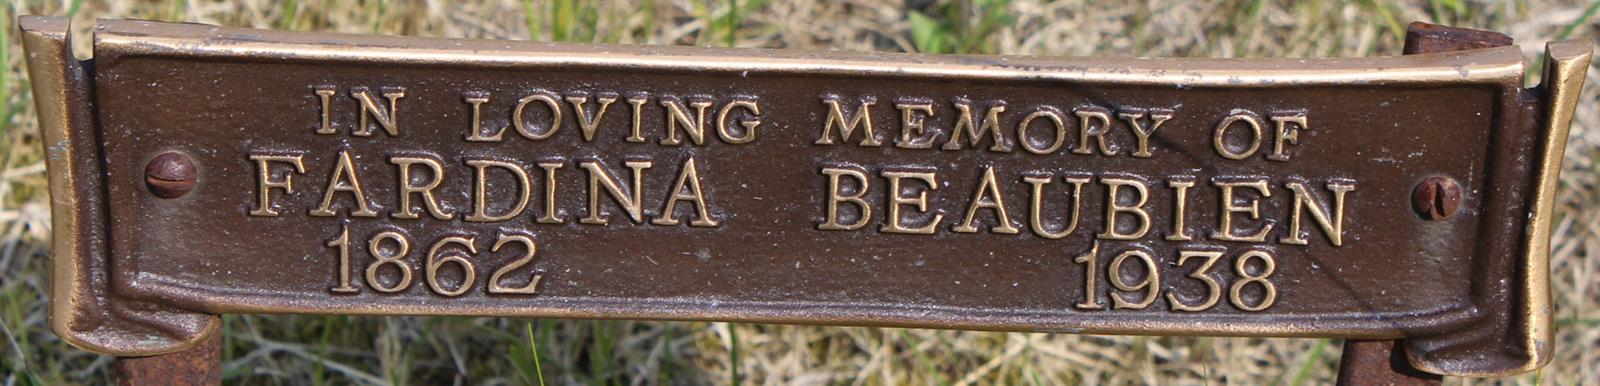 IN LOVING MEMORY OF
FARDINA BEAUBIEN
1862 1938